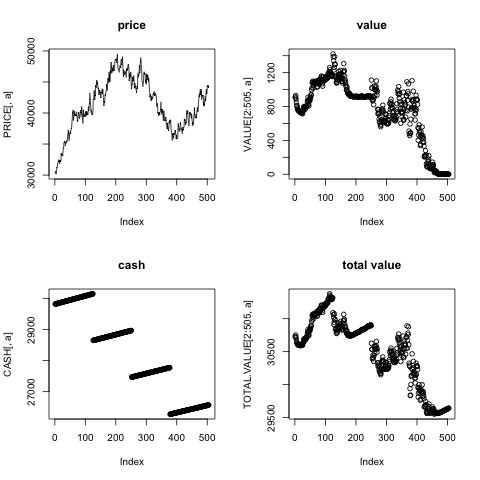 price
PRICE[, a]
30000 40000 50000
0 100 200 300 400 500
Index
value
VALUE[2:505, a]
0 400 800 1200
0 100 200 300 400 500
Index
cash
CASH[, a]
27000 29000
0 100 200 300 400 500
Index
total value
TOTAL.VALUE[2:505, a]
29500 30500
0 100 200 300 400 500
Index